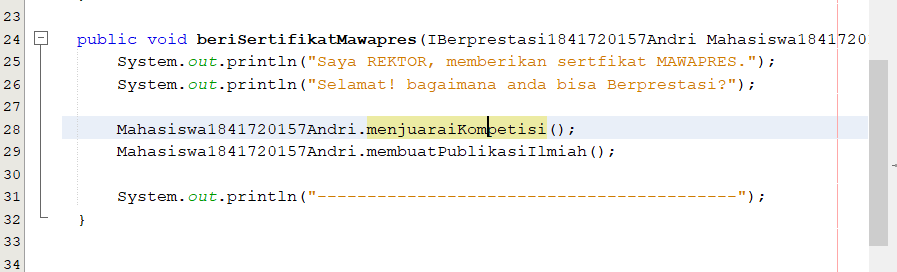 23
24 public void beriSertifikatMawapres(IBerprestasi1841720157Andri Mahasiswa184172
25 System.out.println("Saya REKTOR, memberikan sertfikat MAWAPRES.");
26 System.out.println("Selamat! bagaimana anda bisa Berprestasi?");
27
28 Mahasiswa1841720157Andri.menjuaraiKompetisi();
29 Mahasiswa1841720157Andri.membuatPublikasiIlmiah();
30
31 System.out.println("------------------------------------------");
32 }
33
34